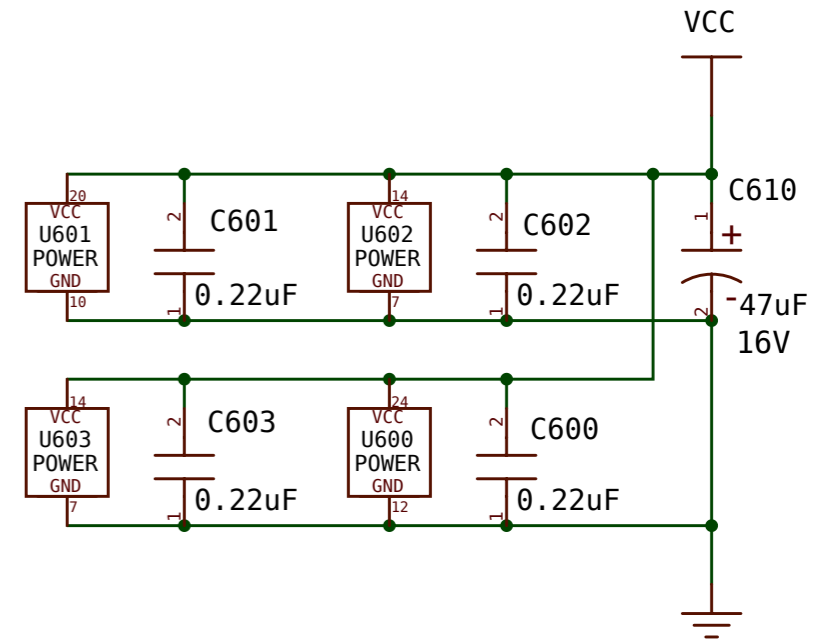 VCC
C610
1
+
-
47uF
16V
2
20
VCC
U601
POWER
GND
10
2
C601
0.22uF
1
14
VCC
U602
POWER
GND
7
2
C602
0.22uF
1
14
VCC
U603
POWER
GND
7
2
C603
0.22uF
1
24
VCC
U600
POWER
GND
12
2
C600
0.22uF
1